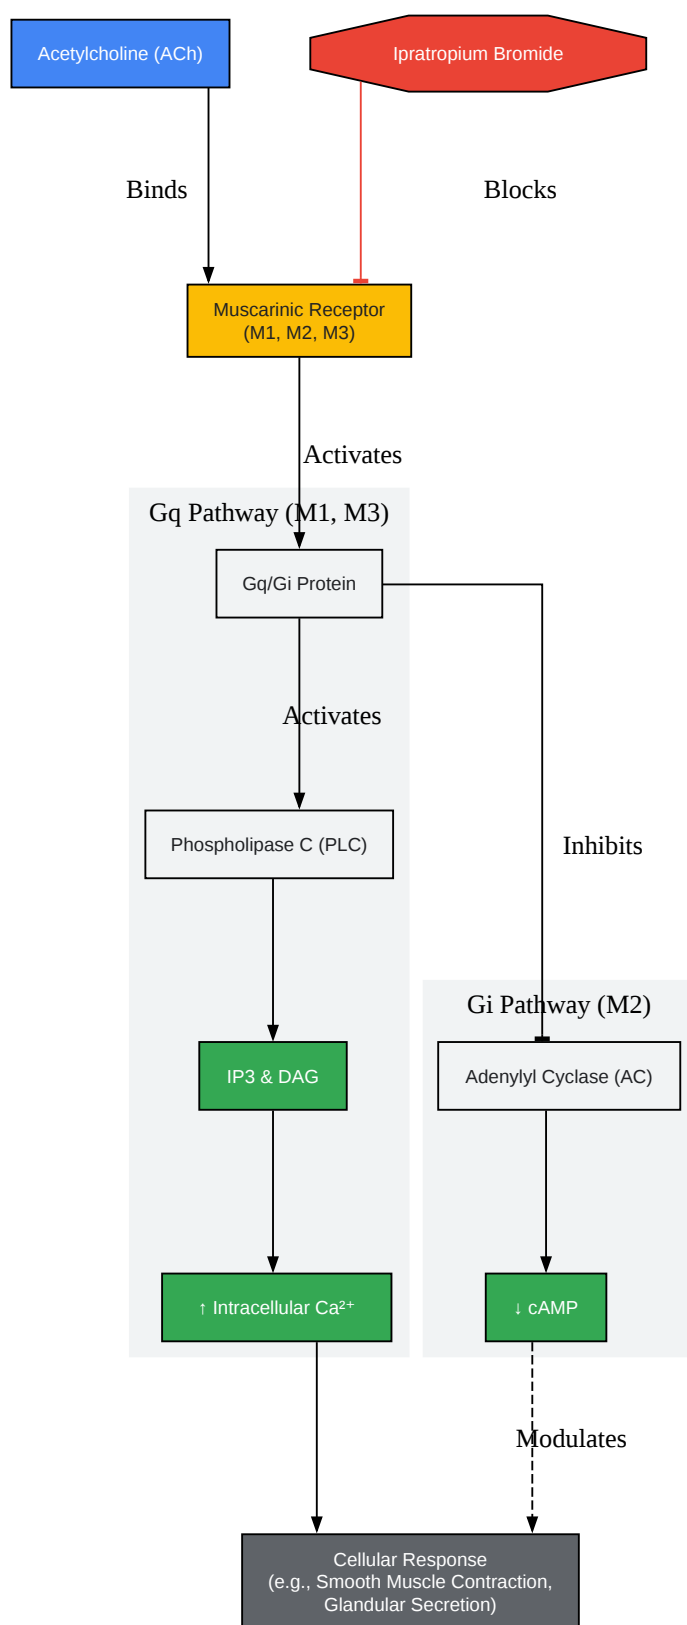 Acetylcholine (ACh)
Ipratropium Bromide
Binds
Blocks
Muscarinic Receptor
(M1, M2, M3)
Activates
Gq Pathway (M1, M3)
Gq/Gi Protein
Activates
Phospholipase C (PLC)
Inhibits
Gi Pathway (M2)
IP3 & DAG
Adenylyl Cyclase (AC)
↑ Intracellular Ca²⁺
↓ cAMP
Modulates
Cellular Response
(e.g., Smooth Muscle Contraction,
Glandular Secretion)